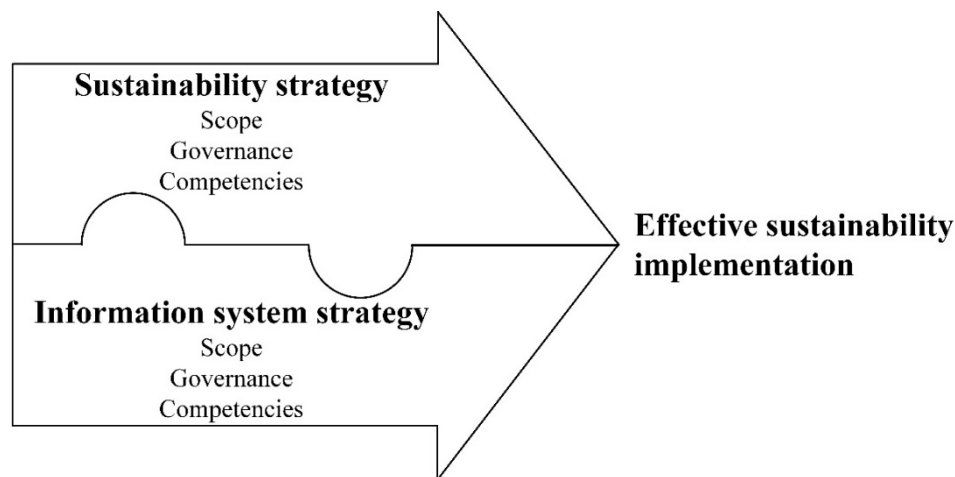 Sustainability strategy
Scope
Governance
Competencies
Effective sustainability
implementation
Information system strategy
Scope
Governance
Competencies